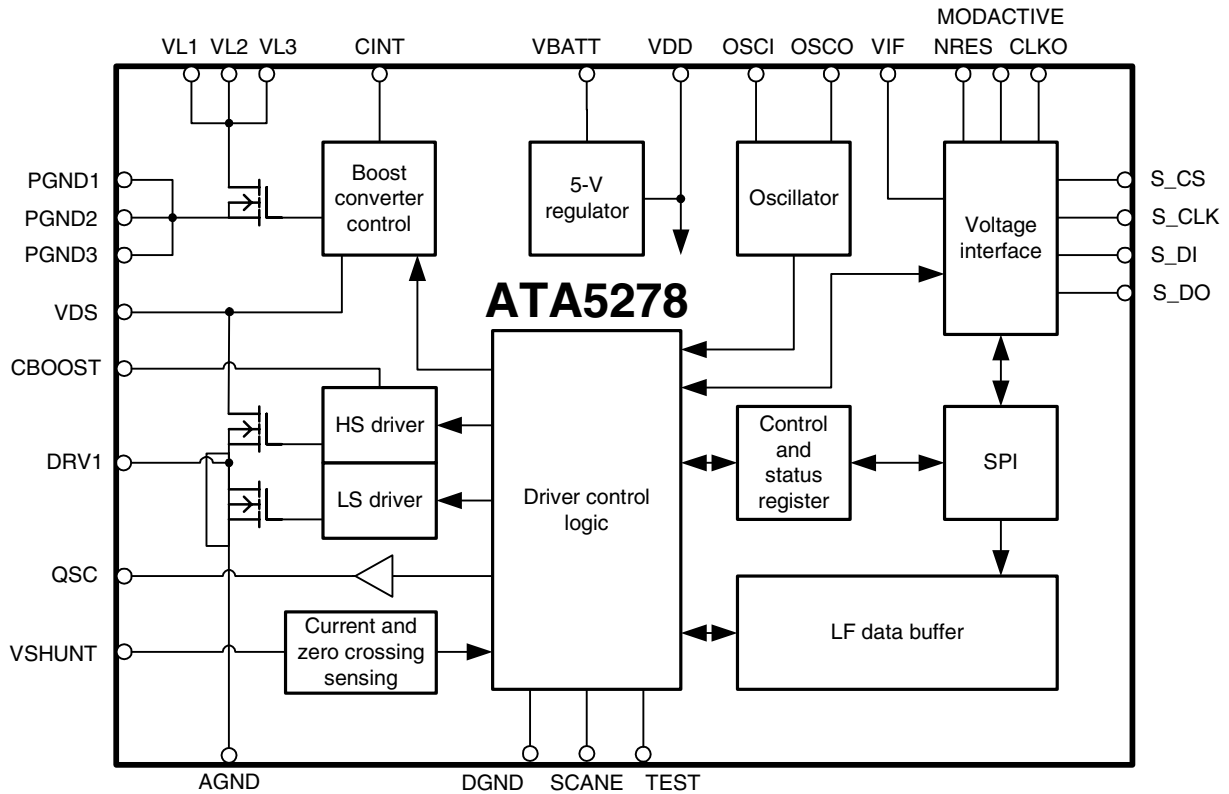 MODACTIVE
VL1 VL2 VL3 CINT VBATT VDD OSCI OSCO VIF NRES CLKO
PGND1
PGND2
PGND3
VDS
CBOOST
DRV1
QSC
VSHUNT
Boost
converter
control
5-V
regulator
Oscillator
Voltage
interface
S_CS
S_CLK
S_DI
S_DO
ATA5278
HS driver
LS driver
Driver control
logic
Control
and
status
register
SPI
Current and
zero crossing
sensing
LF data buffer
AGND
DGND SCANE TEST